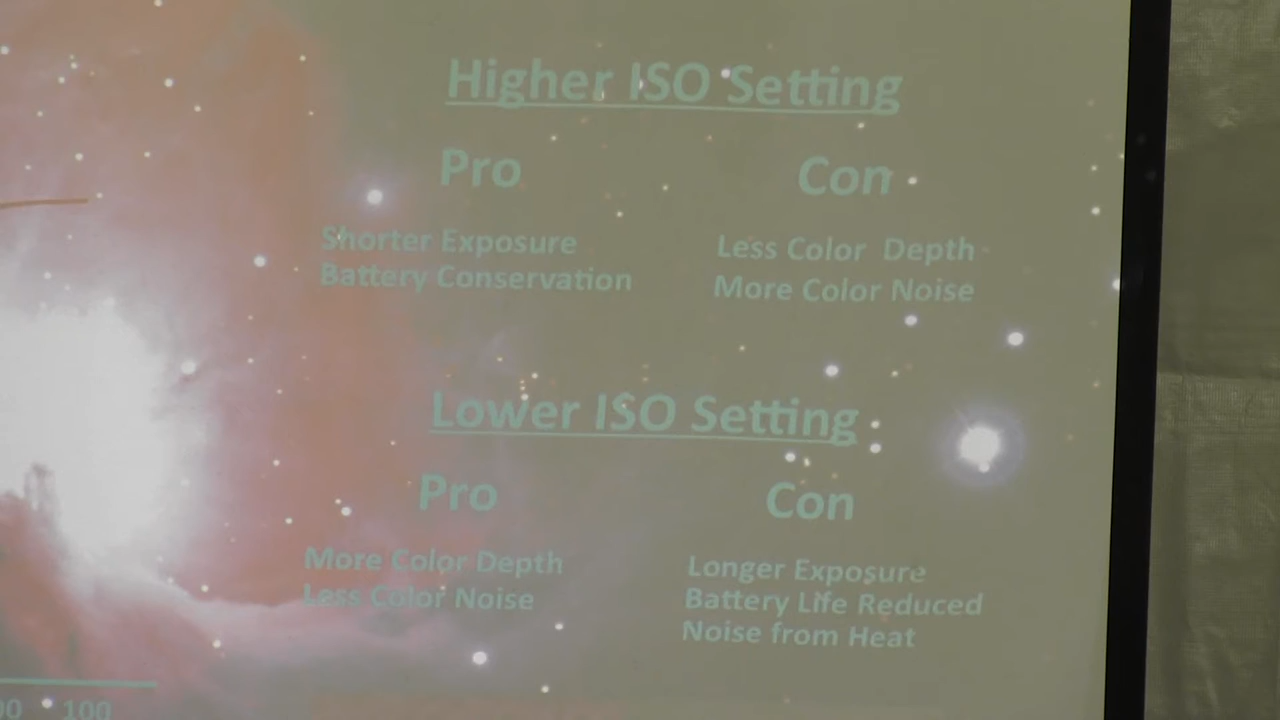 Higher ISO Setting
Pro
Con
Shorter Exposure
Battery Conservation
Less Color Depth
More Color Noise
Lower ISO Setting
Pro
Con
More Color Depth
Less Color Noise
Longer Exposure
Battery Life Reduced
Noise from Heat
100